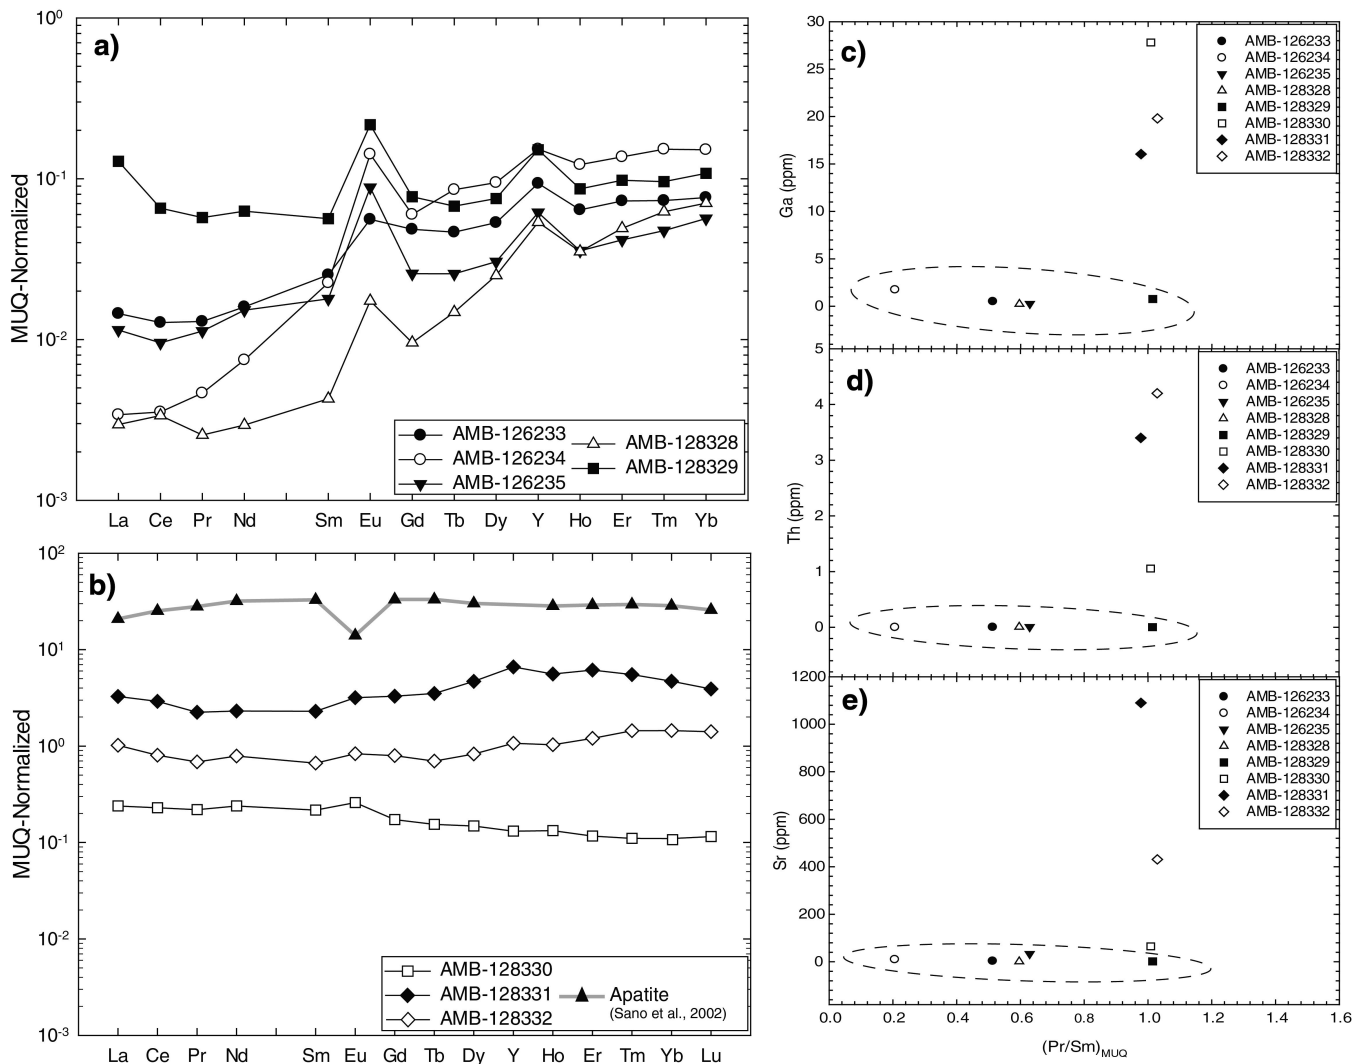 a)
MUQ-Normalized
10⁰
10⁻¹
10⁻²
10⁻³
La Ce Pr Nd Sm Eu Gd Tb Dy Y Ho Er Tm Yb
AMB-126233
AMB-126234
AMB-126235
AMB-128328
AMB-128329
b)
MUQ-Normalized
10²
10¹
10⁰
10⁻¹
10⁻²
10⁻³
La Ce Pr Nd Sm Eu Gd Tb Dy Y Ho Er Tm Yb Lu
AMB-128330
AMB-128331
AMB-128332
Apatite
(Sano et al., 2002)
c)
Ga (ppm)
30
25
20
15
10
5
0
5
AMB-126233
AMB-126234
AMB-126235
AMB-128328
AMB-128329
AMB-128330
AMB-128331
AMB-128332
d)
Th (ppm)
4
3
2
1
0
AMB-126233
AMB-126234
AMB-126235
AMB-128328
AMB-128329
AMB-128330
AMB-128331
AMB-128332
e)
Sr (ppm)
1200
1000
800
600
400
200
0
AMB-126233
AMB-126234
AMB-126235
AMB-128328
AMB-128329
AMB-128330
AMB-128331
AMB-128332
0.0 0.2 0.4 0.6 0.8 1.0 1.2 1.4 1.6
(Pr/Sm)MUQ